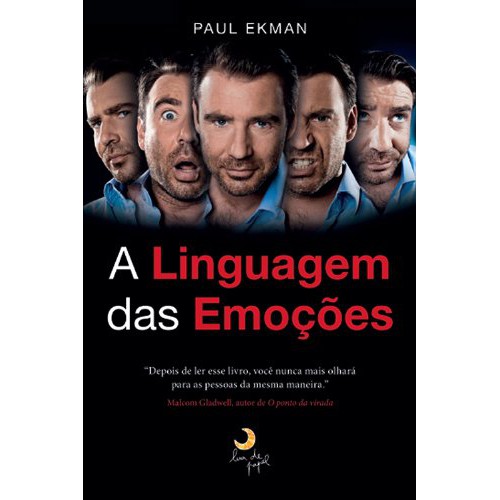 PAUL EKMAN
A Linguagem
das Emoções
“Depois de ler esse livro, você nunca mais olhará
para as pessoas da mesma maneira.”
Malcom Gladwell, autor de O ponto da virada
lua de
papel